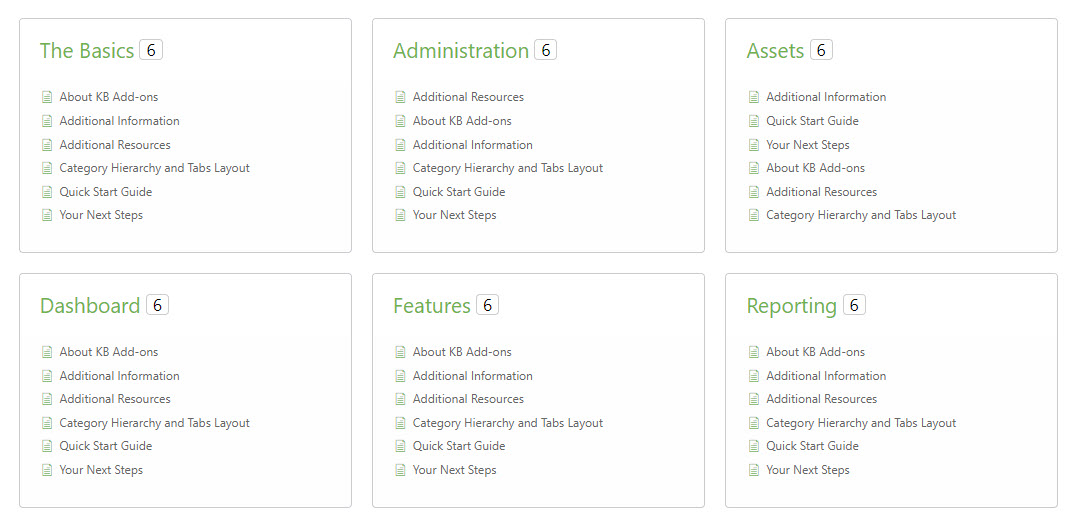 The Basics 6
About KB Add-ons
Additional Information
Additional Resources
Category Hierarchy and Tabs Layout
Quick Start Guide
Your Next Steps
Administration 6
Additional Resources
About KB Add-ons
Additional Information
Category Hierarchy and Tabs Layout
Quick Start Guide
Your Next Steps
Assets 6
Additional Information
Quick Start Guide
Your Next Steps
About KB Add-ons
Additional Resources
Category Hierarchy and Tabs Layout
Dashboard 6
About KB Add-ons
Additional Information
Additional Resources
Category Hierarchy and Tabs Layout
Quick Start Guide
Your Next Steps
Features 6
About KB Add-ons
Additional Information
Additional Resources
Category Hierarchy and Tabs Layout
Quick Start Guide
Your Next Steps
Reporting 6
About KB Add-ons
Additional Information
Additional Resources
Category Hierarchy and Tabs Layout
Quick Start Guide
Your Next Steps